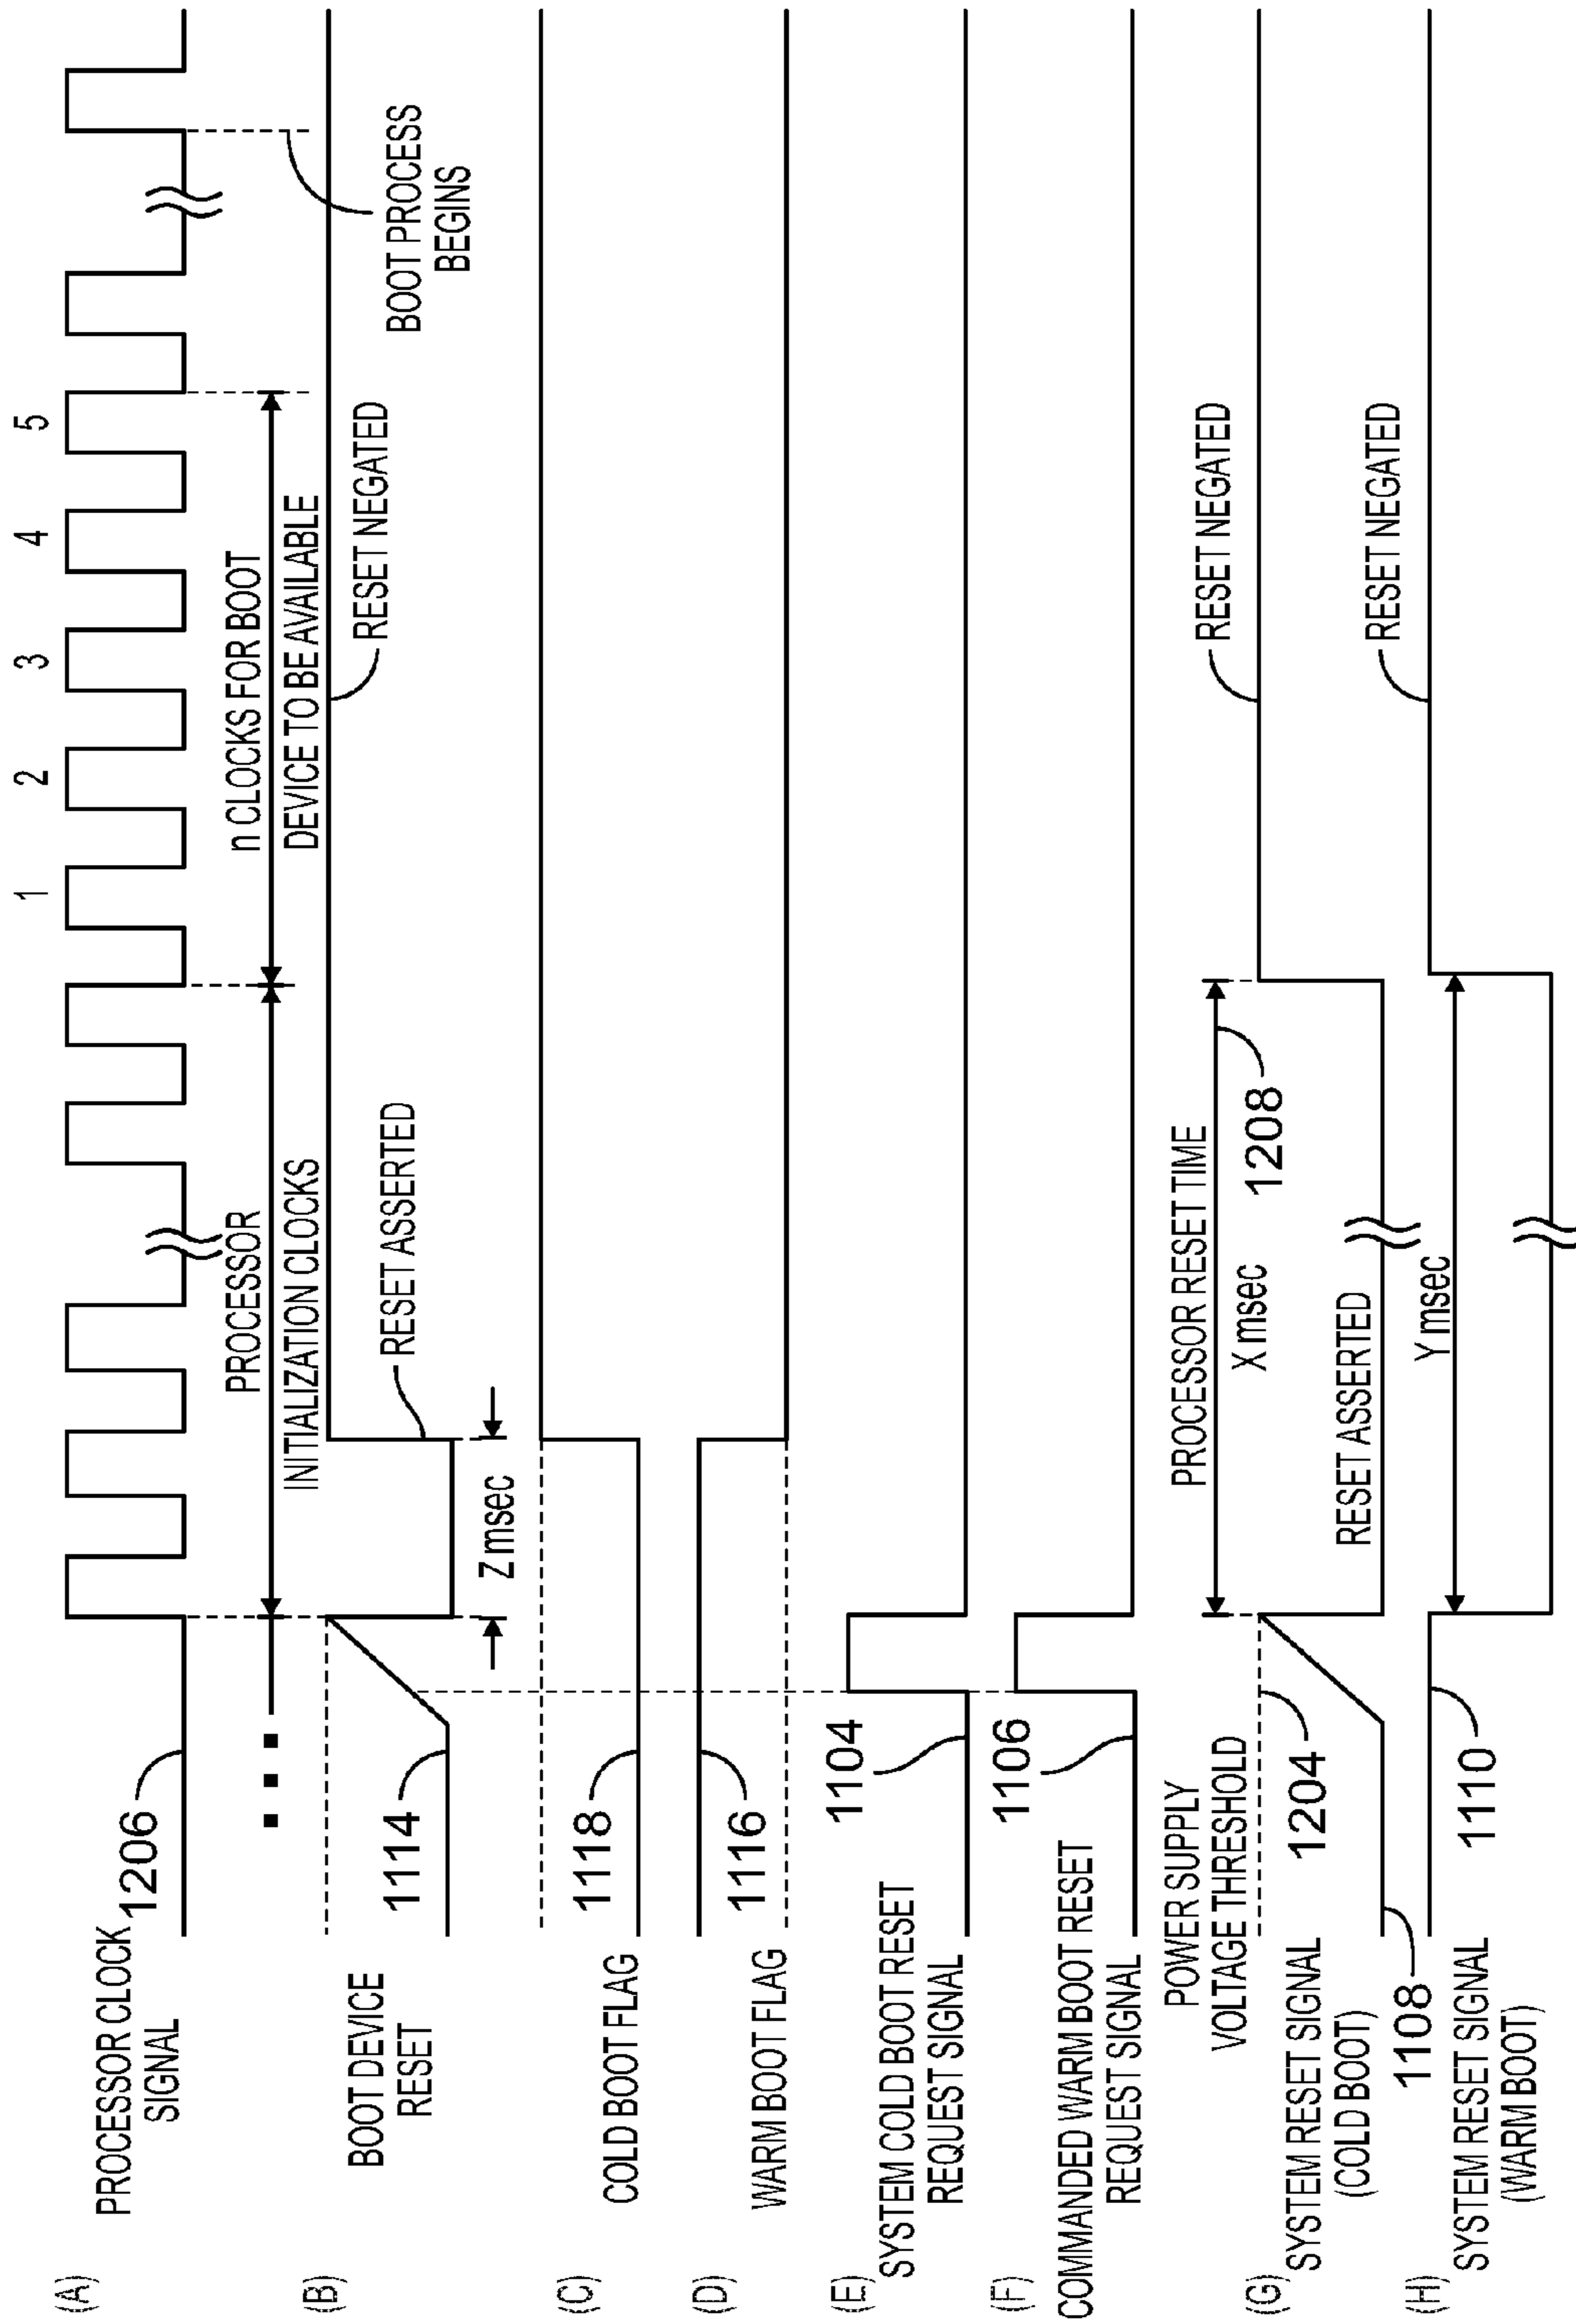 1 2 3 4 5
(A)
PROCESSOR CLOCK
SIGNAL
1206
PROCESSOR
INITIALIZATION CLOCKS
n CLOCKS FOR BOOT
DEVICE TO BE AVAILABLE
BOOT PROCESS
BEGINS
(B)
BOOT DEVICE
RESET
1114
RESET ASSERTED
RESET NEGATED
Z msec
(C)
COLD BOOT FLAG
1118
(D)
WARM BOOT FLAG
1116
(E)
SYSTEM COLD BOOT RESET
REQUEST SIGNAL
1104
(F)
COMMANDED WARM BOOT RESET
REQUEST SIGNAL
1106
POWER SUPPLY
VOLTAGE THRESHOLD
1204
PROCESSOR RESET TIME
X msec
1208
RESET NEGATED
(G)
SYSTEM RESET SIGNAL
(COLD BOOT)
1108
RESET ASSERTED
RESET NEGATED
(H)
SYSTEM RESET SIGNAL
(WARM BOOT)
1110
Y msec